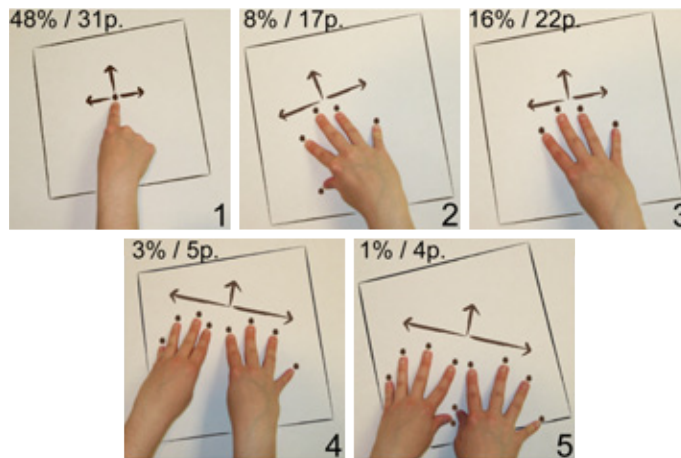 48% / 31p.
1
8% / 17p.
2
16% / 22p.
3
3% / 5p.
4
1% / 4p.
5